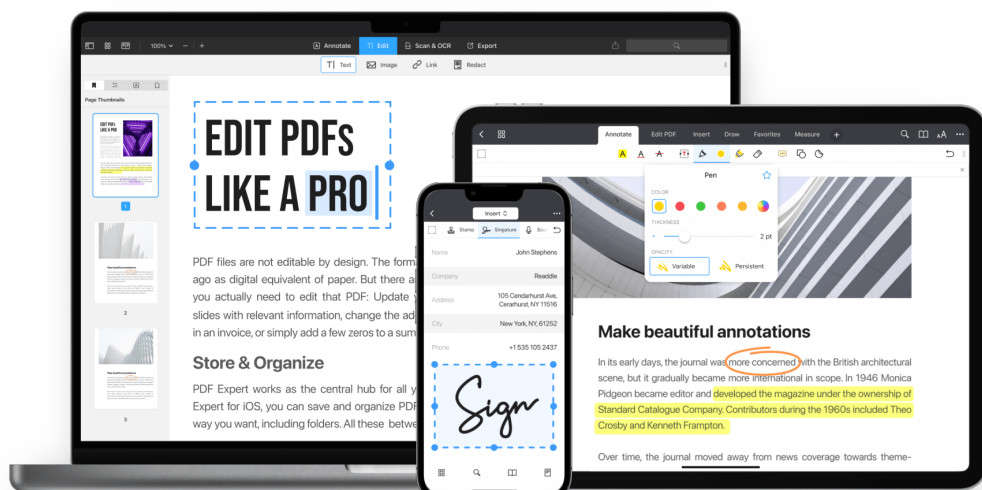 100%
Annotate
Edit
Scan & OCR
Export
Text
Image
Link
Redact
Page Thumbnails
EDIT PDFs
LIKE A PRO
1
2
3
EDIT PDFs
LIKE A PRO
PDF files are not editable by design. The form
ago as digital equivalent of paper. But there a
you actually need to edit that PDF: Update
slides with relevant information, change the ad
in an invoice, or simply add a few zeros to a sum
Store & Organize
PDF Expert works as the central hub for all y
Expert for iOS, you can save and organize PDF
way you want, including folders. All these betwe
Insert
Stamp
Singature
Sou
Name
John Stephens
Company
Readdle
Address
105 Cendarhurst Ave,
Cerarhurst, NY 11516
City
New York, NY, 61252
Phone
+1 535 105 2437
Sign
Annotate
Edit PDF
Insert
Draw
Favorites
Measure
AA
A
A
A
Pen
COLOR
THICKNESS
2 pt
OPACITY
Variable
Persistent
Make beautiful annotations
In its early days, the journal was more concerned with the British architectural
scene, but it gradually became more international in scope. In 1946 Monica
Pidgeon became editor and developed the magazine under the ownership of
Standard Catalogue Company. Contributors during the 1960s included Theo
Crosby and Kenneth Frampton.
Over time, the journal moved away from news coverage towards theme-